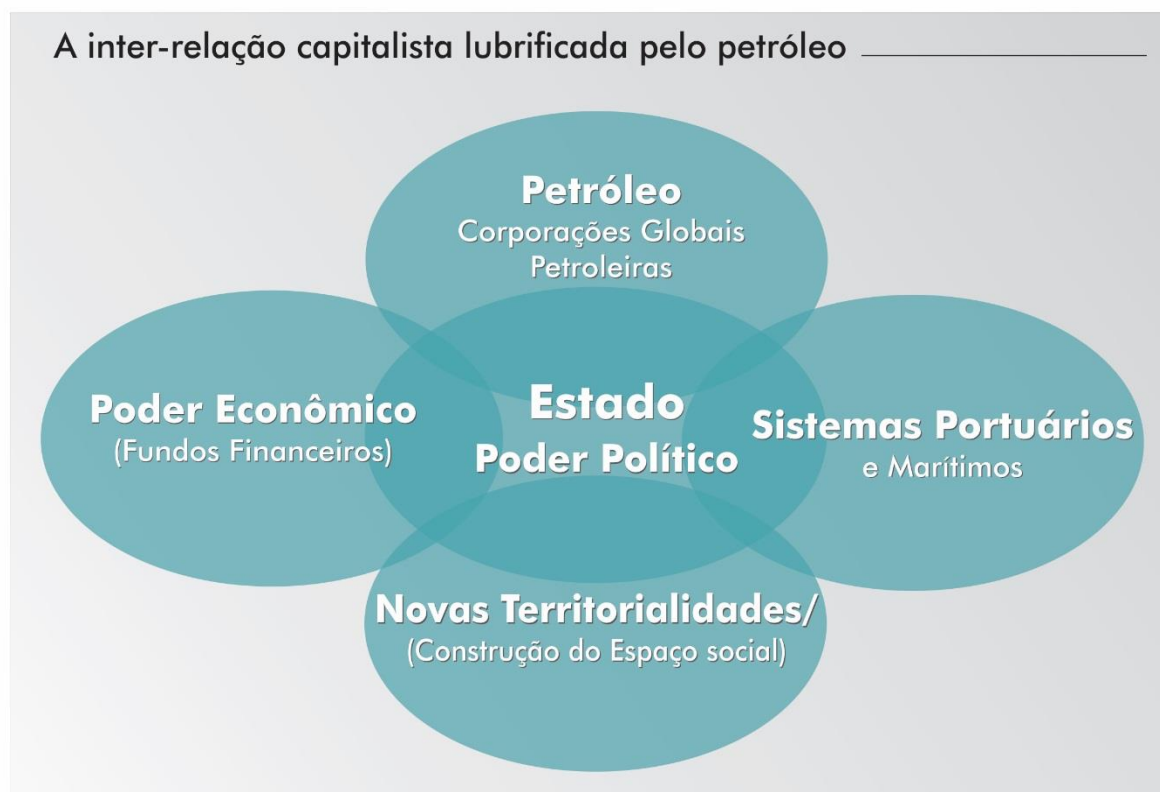 A inter-relação capitalista lubrificada pelo petróleo
Petróleo
Corporações Globais
Petroleiras
Poder Econômico
(Fundos Financeiros)
Estado
Poder Político
Sistemas Portuários
e Marítimos
Novas Territorialidades/
(Construção do Espaço social)